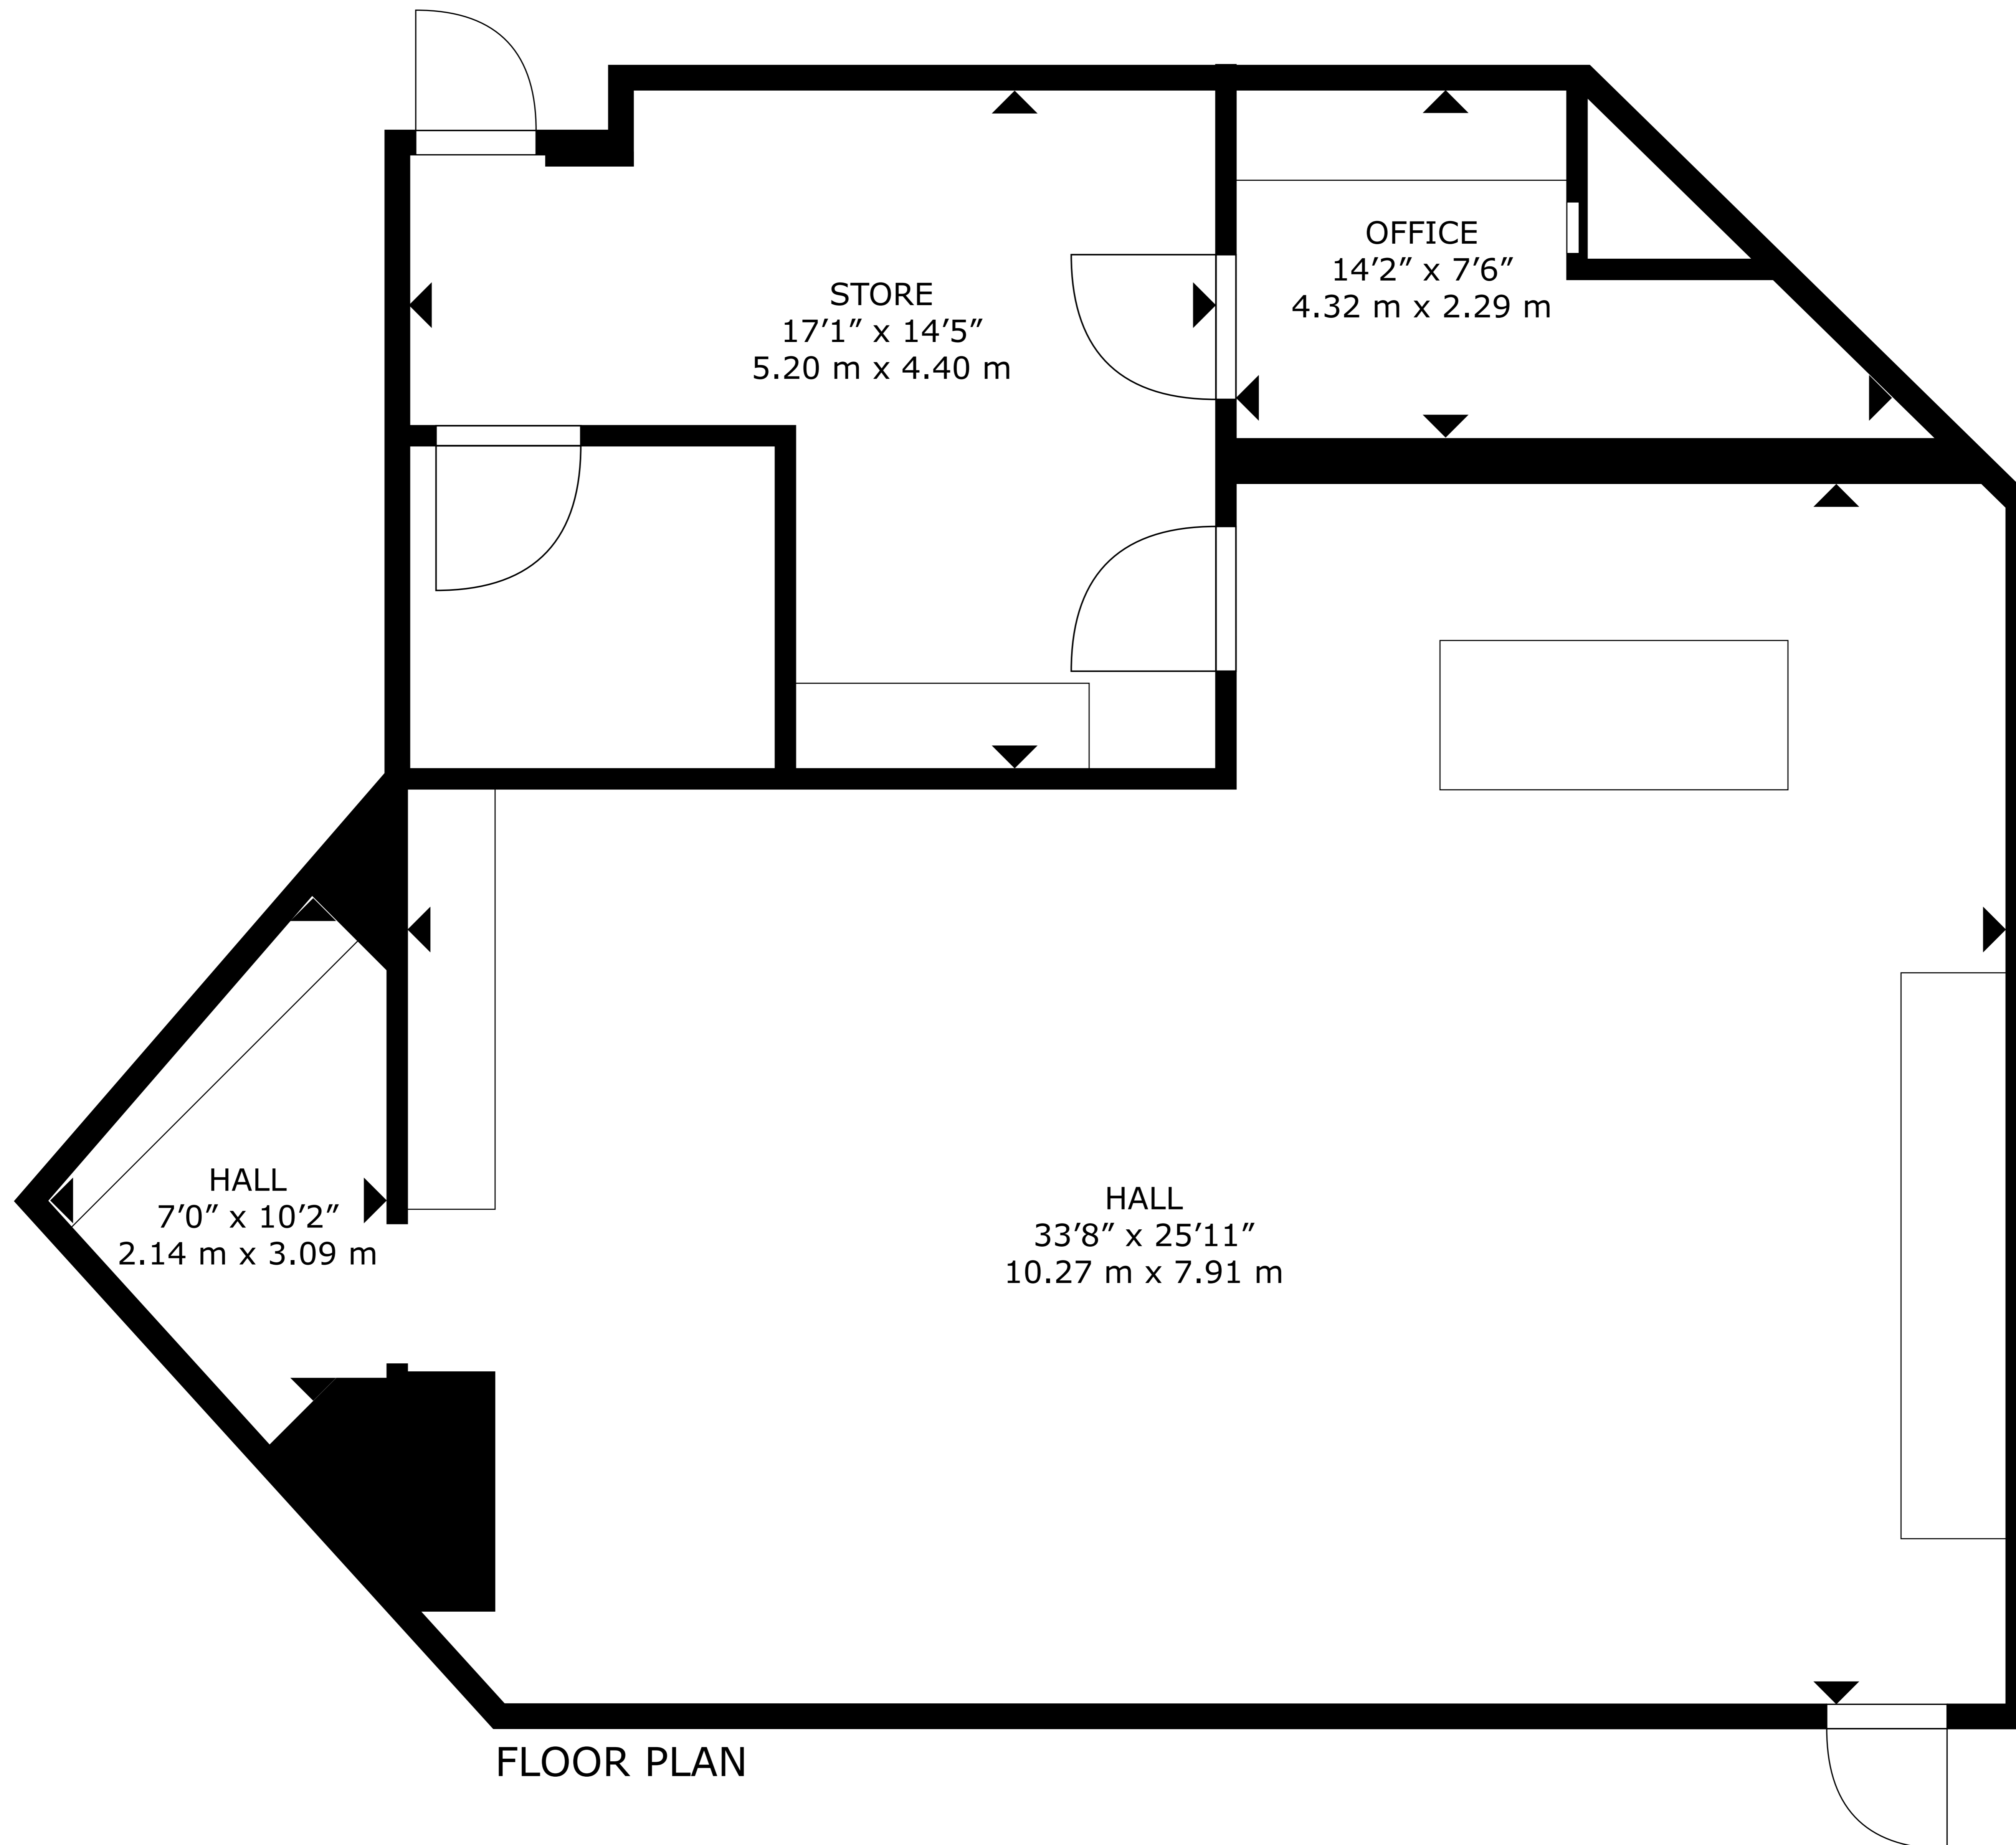 OFFICE
14′2″ x 7′6″
4.32 m x 2.29 m
STORE
17′1″ x 14′5″
5.20 m x 4.40 m
HALL
7′0″ x 10′2″
2.14 m x 3.09 m
HALL
33′8″ x 25′11″
10.27 m x 7.91 m
FLOOR PLAN